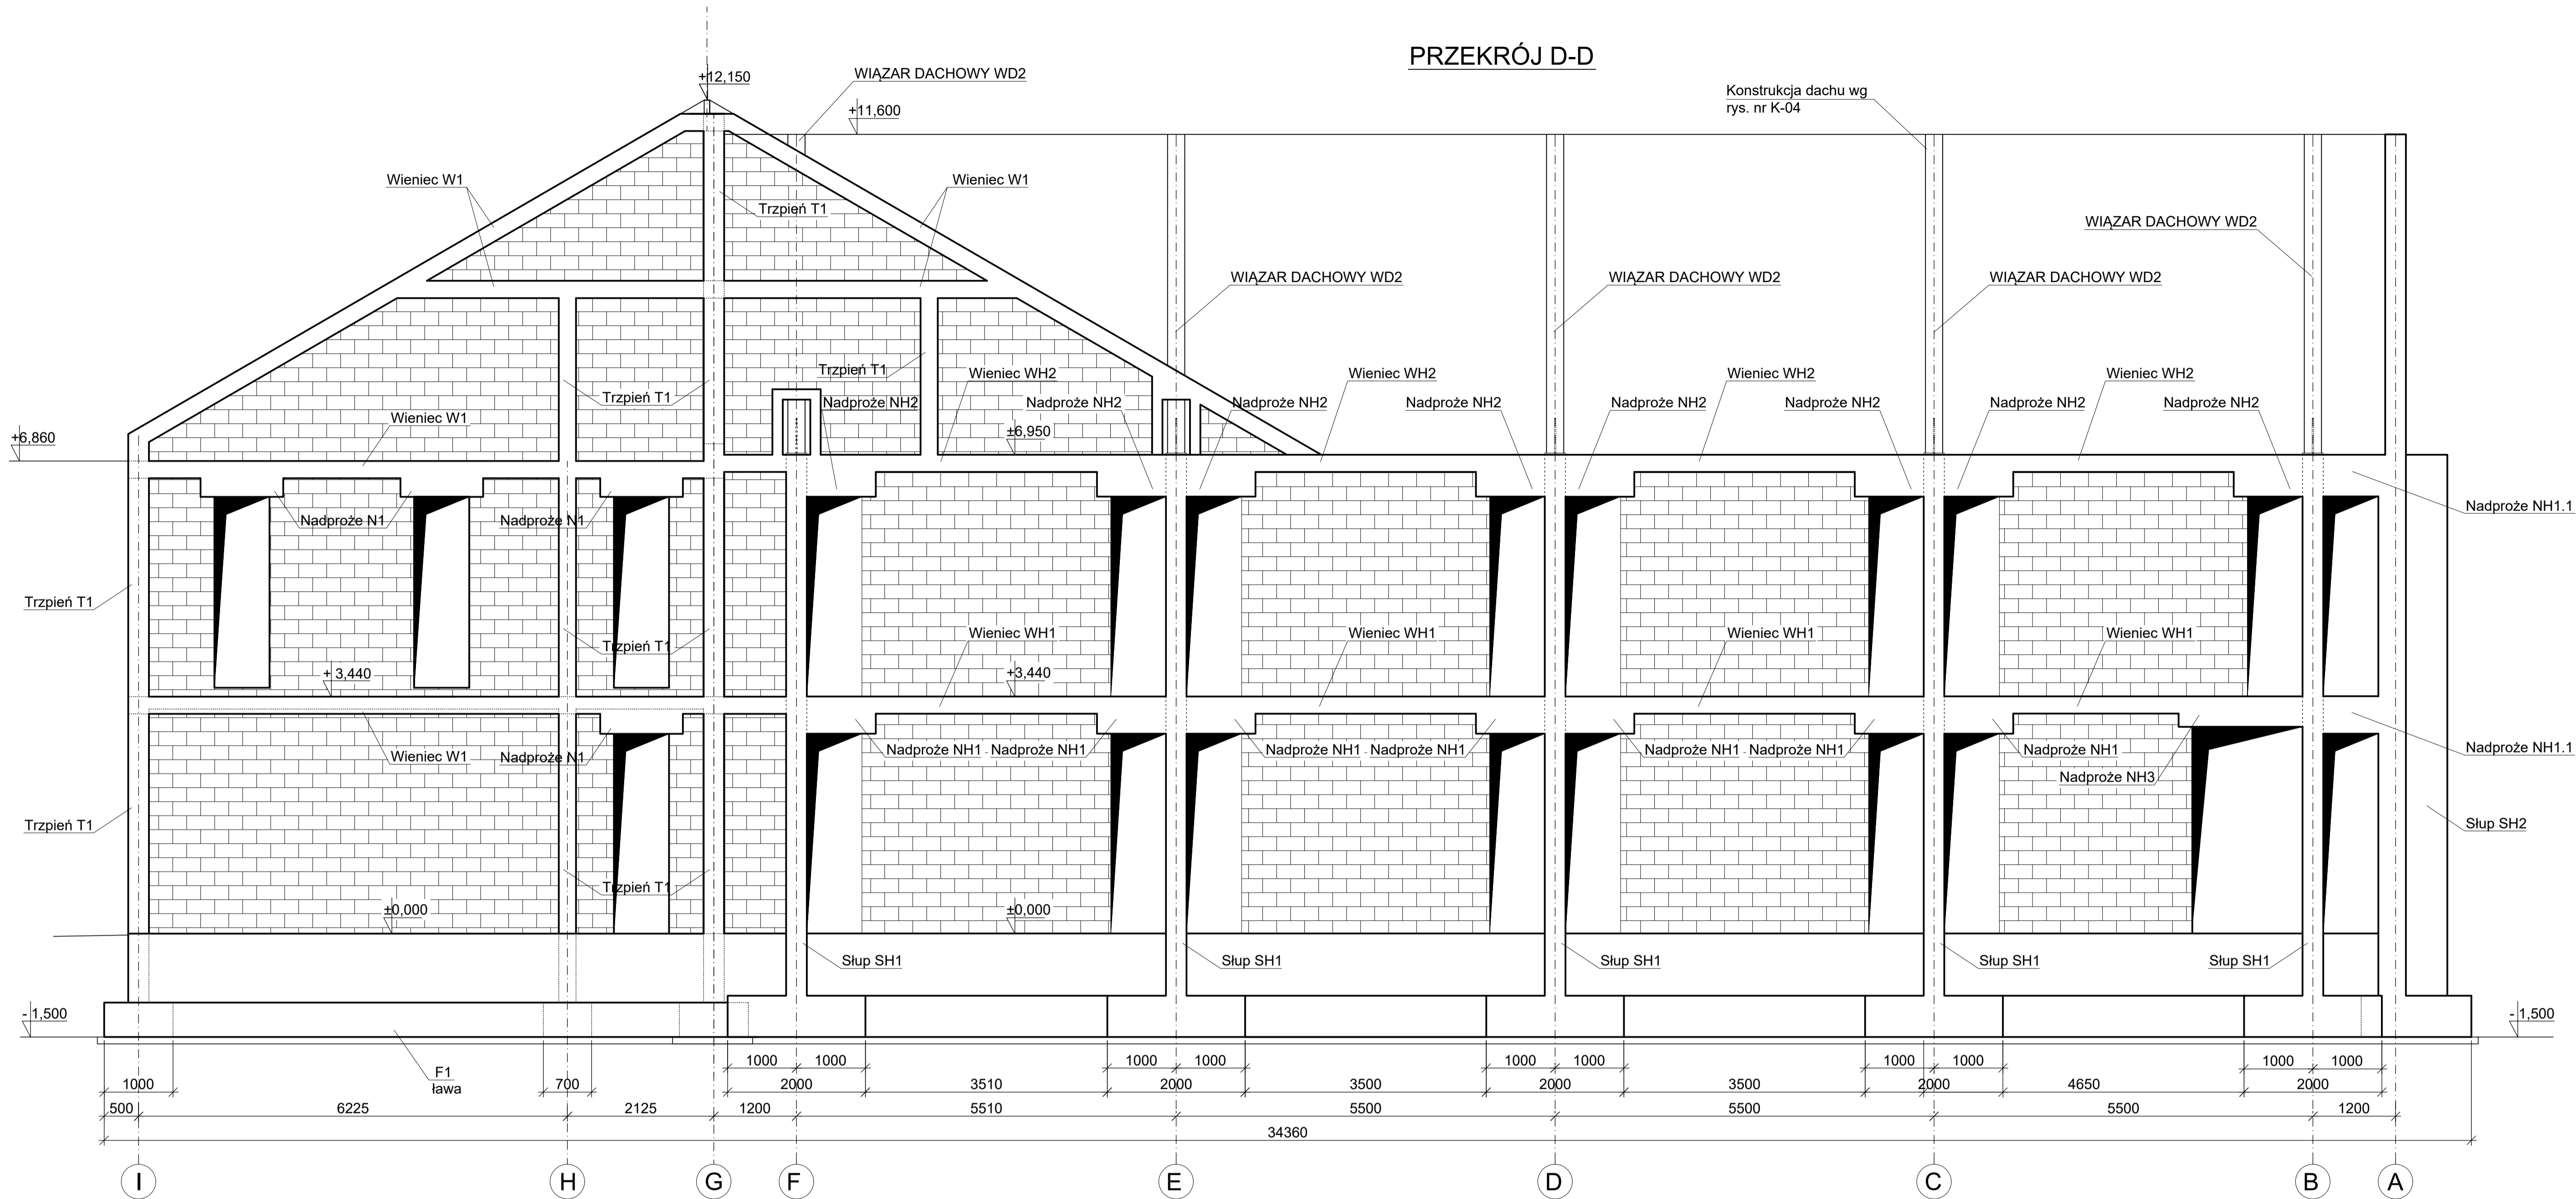 PRZEKRÓJ D-D
+12,150
WIĄZAR DACHOWY WD2
Konstrukcja dachu wg
rys. nr K-04
+11,600
Wieniec W1
Wieniec W1
Trzpień T1
WIĄZAR DACHOWY WD2
WIĄZAR DACHOWY WD2
WIĄZAR DACHOWY WD2
WIĄZAR DACHOWY WD2
Trzpień T1
Wieniec WH2
Wieniec WH2
Wieniec WH2
Wieniec WH2
Trzpień T1
Nadproże NH2
Nadproże NH2
Nadproże NH2
Nadproże NH2
Nadproże NH2
Nadproże NH2
Nadproże NH2
Nadproże NH2
Wieniec W1
+6,860
±6,950
Nadproże NH1.1
Nadproże N1
Nadproże N1
Trzpień T1
Wieniec WH1
Wieniec WH1
Wieniec WH1
Wieniec WH1
Trzpień T1
+ 3,440
+3,440
Nadproże NH1
Nadproże NH1
Nadproże NH1
Nadproże NH1
Nadproże NH1
Nadproże NH1
Nadproże NH1
Nadproże NH1.1
Wieniec W1
Nadproże N1
Nadproże NH3
Trzpień T1
Słup SH2
Trzpień T1
±0,000
±0,000
Słup SH1
Słup SH1
Słup SH1
Słup SH1
Słup SH1
- 1,500
- 1,500
1000
1000
1000
1000
1000
1000
1000
1000
1000
1000
F1
ława
1000
700
2000
3510
2000
3500
2000
3500
2000
4650
2000
500
6225
2125
1200
5510
5500
5500
5500
1200
34360
I
H
G
F
E
D
C
B
A